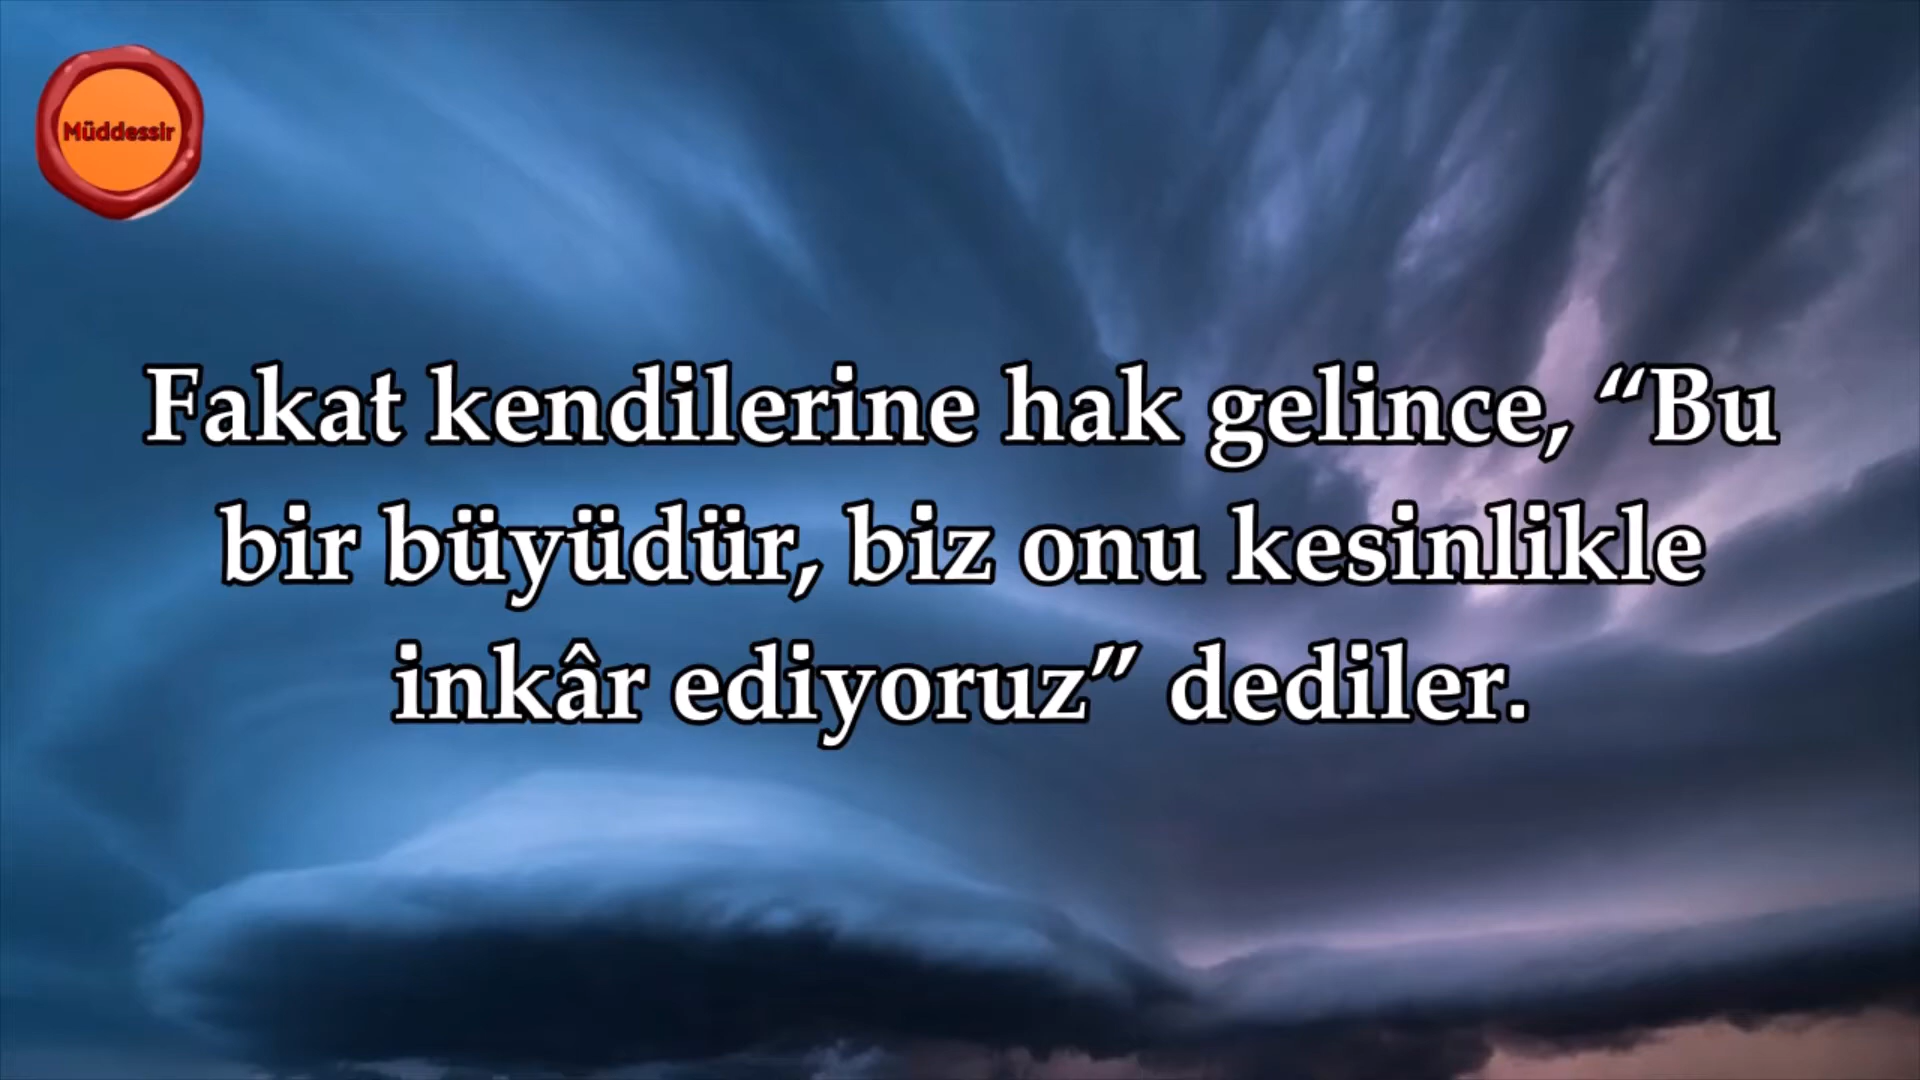 Müddessir
Fakat kendilerine hak gelince, “Bu
bir büyüdür, biz onu kesinlikle
inkâr ediyoruz” dediler.